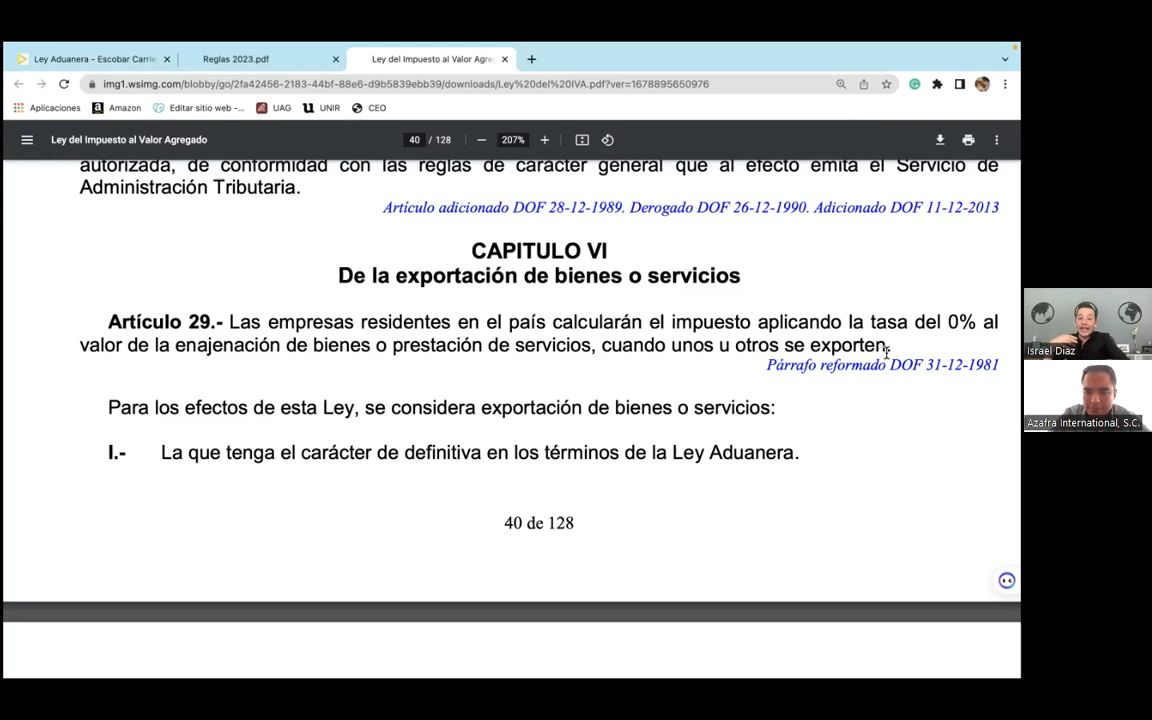 Ley Aduanera - Escobar Carrie
Reglas 2023.pdf
Ley del Impuesto al Valor Agre
img1.wsimg.com/blobby/go/2fa42456-2183-44bf-88e6-d9b5839ebb39/downloads/Ley%20del%20IVA.pdf?ver=1678895650976
Aplicaciones
Amazon
Editar sitio web -...
UAG
UNIR
CEO
Ley del Impuesto al Valor Agregado
40 / 128
207%
autorizada, de conformidad con las reglas de carácter general que al efecto emita el Servicio de
Administración Tributaria.
Artículo adicionado DOF 28-12-1989. Derogado DOF 26-12-1990. Adicionado DOF 11-12-2013
CAPITULO VI
De la exportación de bienes o servicios
Artículo 29.- Las empresas residentes en el país calcularán el impuesto aplicando la tasa del 0% al
valor de la enajenación de bienes o prestación de servicios, cuando unos u otros se exporten.
Párrafo reformado DOF 31-12-1981
Para los efectos de esta Ley, se considera exportación de bienes o servicios:
I.- La que tenga el carácter de definitiva en los términos de la Ley Aduanera.
40 de 128
Israel Diaz
Azafra International, S.C.